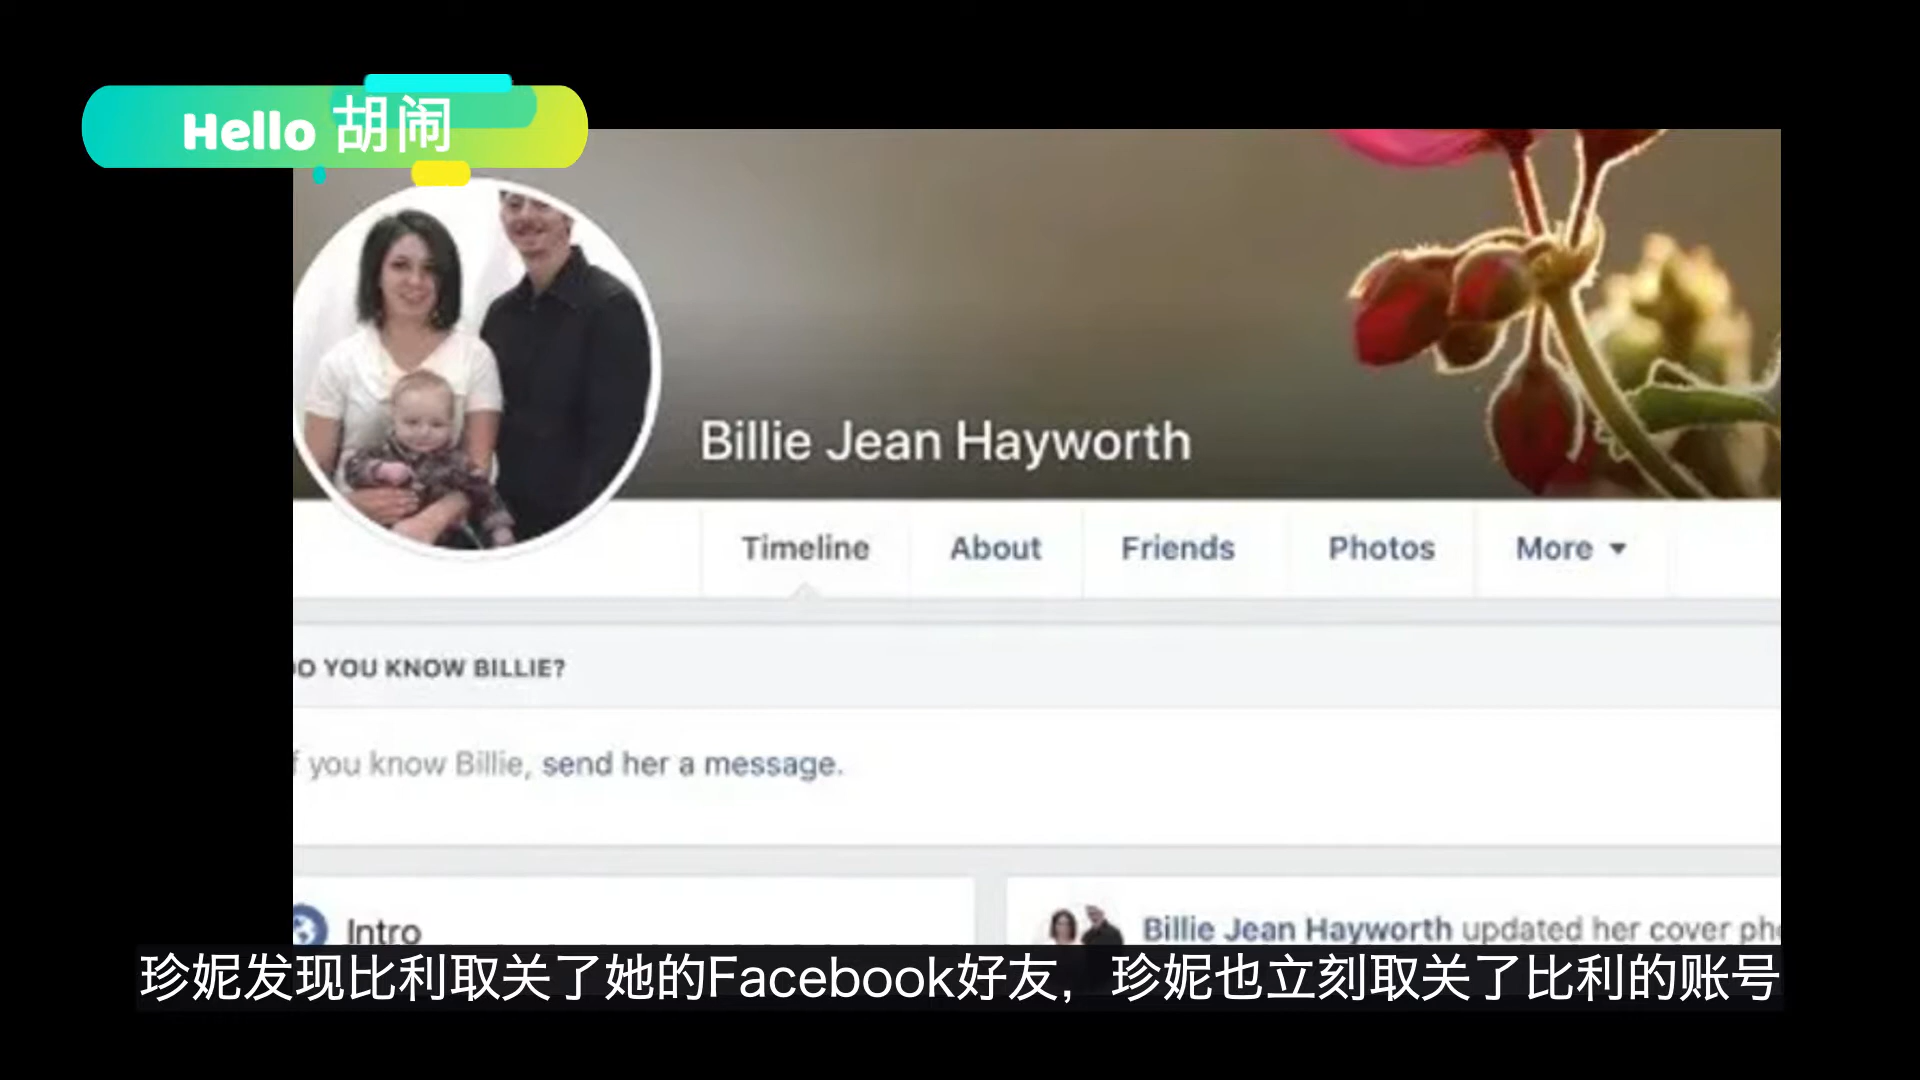 Hello 胡闹
Billie Jean Hayworth
Timeline
About
Friends
Photos
More
DO YOU KNOW BILLIE?
f you know Billie, send her a message.
Intro
Billie Jean Hayworth updated her cover pho
珍妮发现比利取关了她的Facebook好友，珍妮也立刻取关了比利的账号